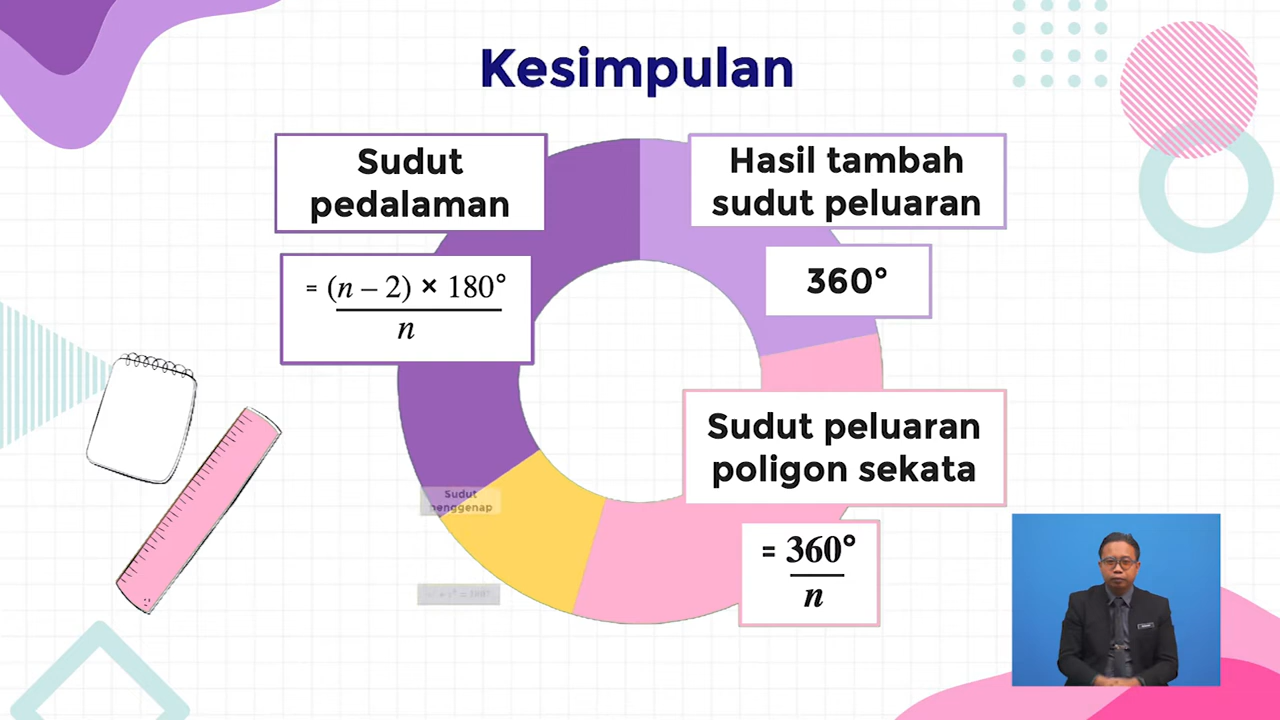 Kesimpulan
Sudut
pedalaman
= (n – 2) × 180°
n
Hasil tambah
sudut peluaran
360°
Sudut peluaran
poligon sekata
= 360°
n
Sudut
penggenap